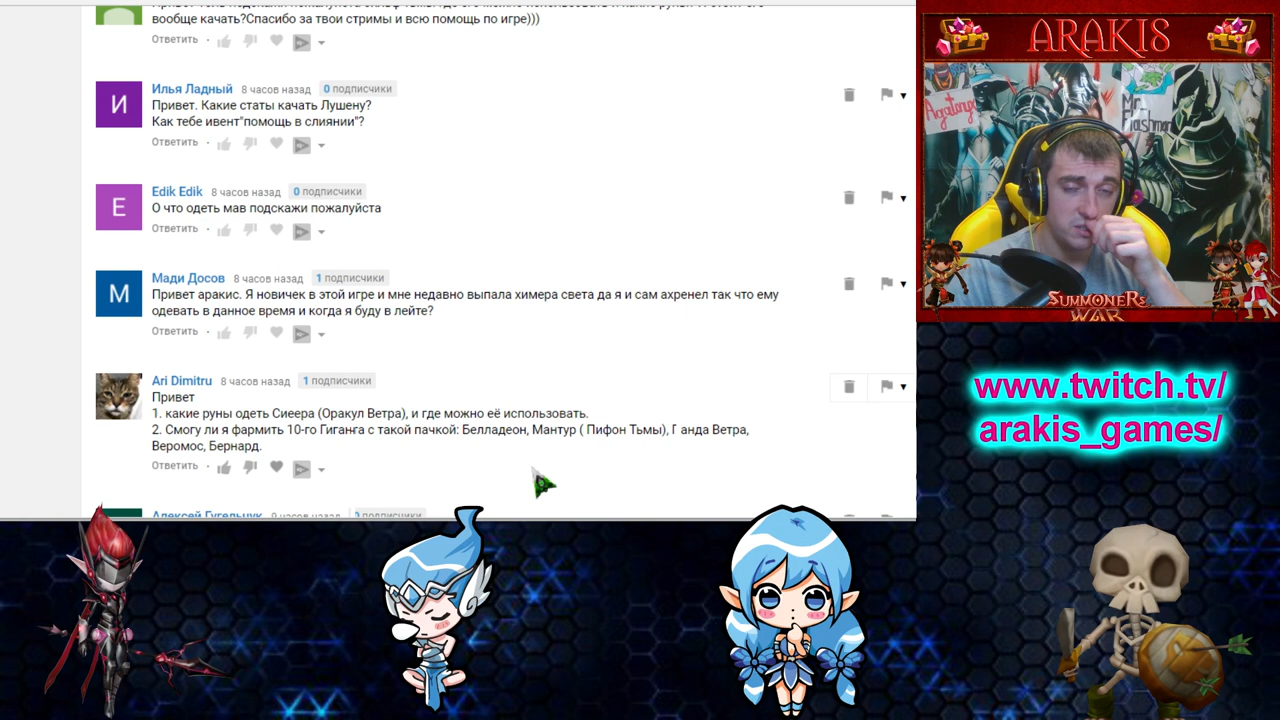 вообще качать?Спасибо за твои стримы и всю помощь по игре)))
Ответить
Илья Ладный 8 часов назад 0 подписчики
Привет. Какие статы качать Лушену?
Как тебе ивент"помощь в слиянии"?
Ответить
Edik Edik 8 часов назад 0 подписчики
О что одеть мав подскажи пожалуйста
Ответить
Мади Досов 8 часов назад 1 подписчики
Привет аракис. Я новичек в этой игре и мне недавно выпала химера света да я и сам ахренел так что ему
одевать в данное время и когда я буду в лейте?
Ответить
Ari Dimitru 8 часов назад 1 подписчики
Привет
1. какие руны одеть Сиеера (Оракул Ветра), и где можно её использовать.
2. Смогу ли я фармить 10-го Гиганга с такой пачкой: Белладеон, Мантур ( Пифон Тьмы), Г анда Ветра,
Веромос, Бернард.
Ответить
И
E
М
ARAKIS
Agatanya
Mr.
Flashmon
SUMMONERS
WAR
www.twitch.tv/
arakis_games/